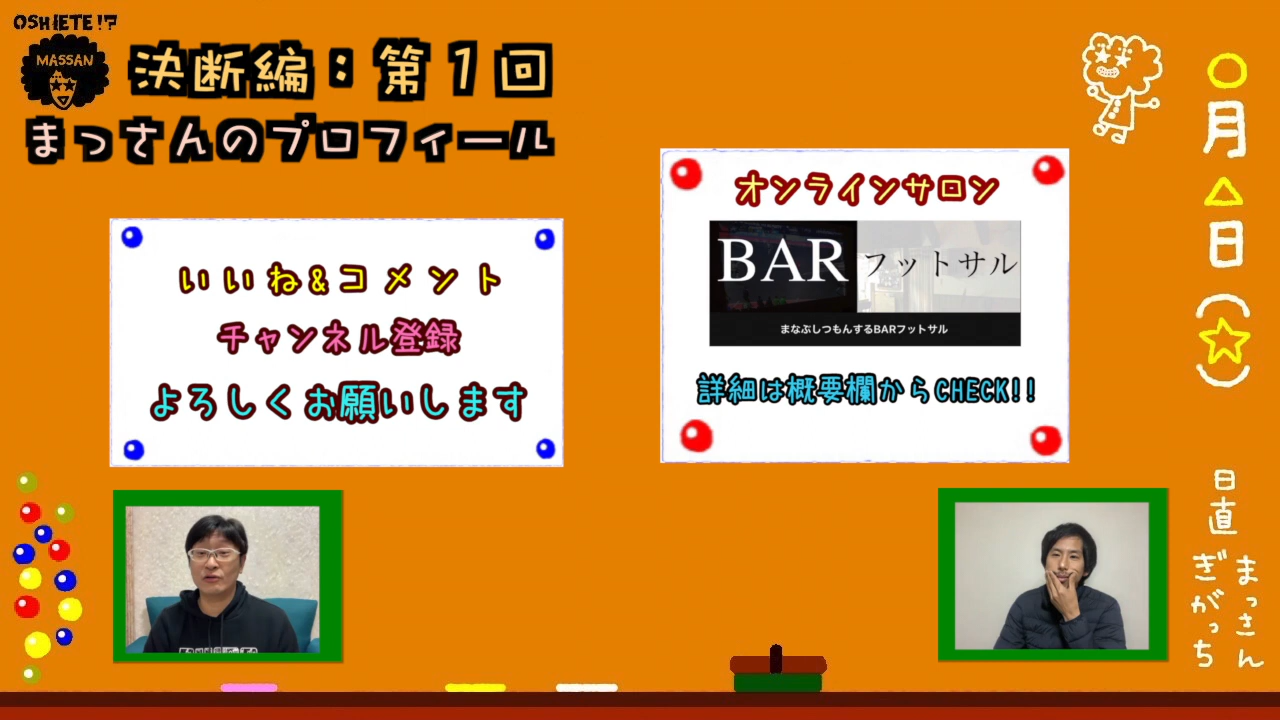 OSHIETE!?
MASSAN
決断編：第1回
まっさんのプロフィール
いいね&コメント
チャンネル登録
よろしくお願いします
オンラインサロン
BARフットサル
まなぶしつもんするBARフットサル
詳細は概要欄からCHECK!!
○月△日(☆)
日直
まっさん
ぎがっち